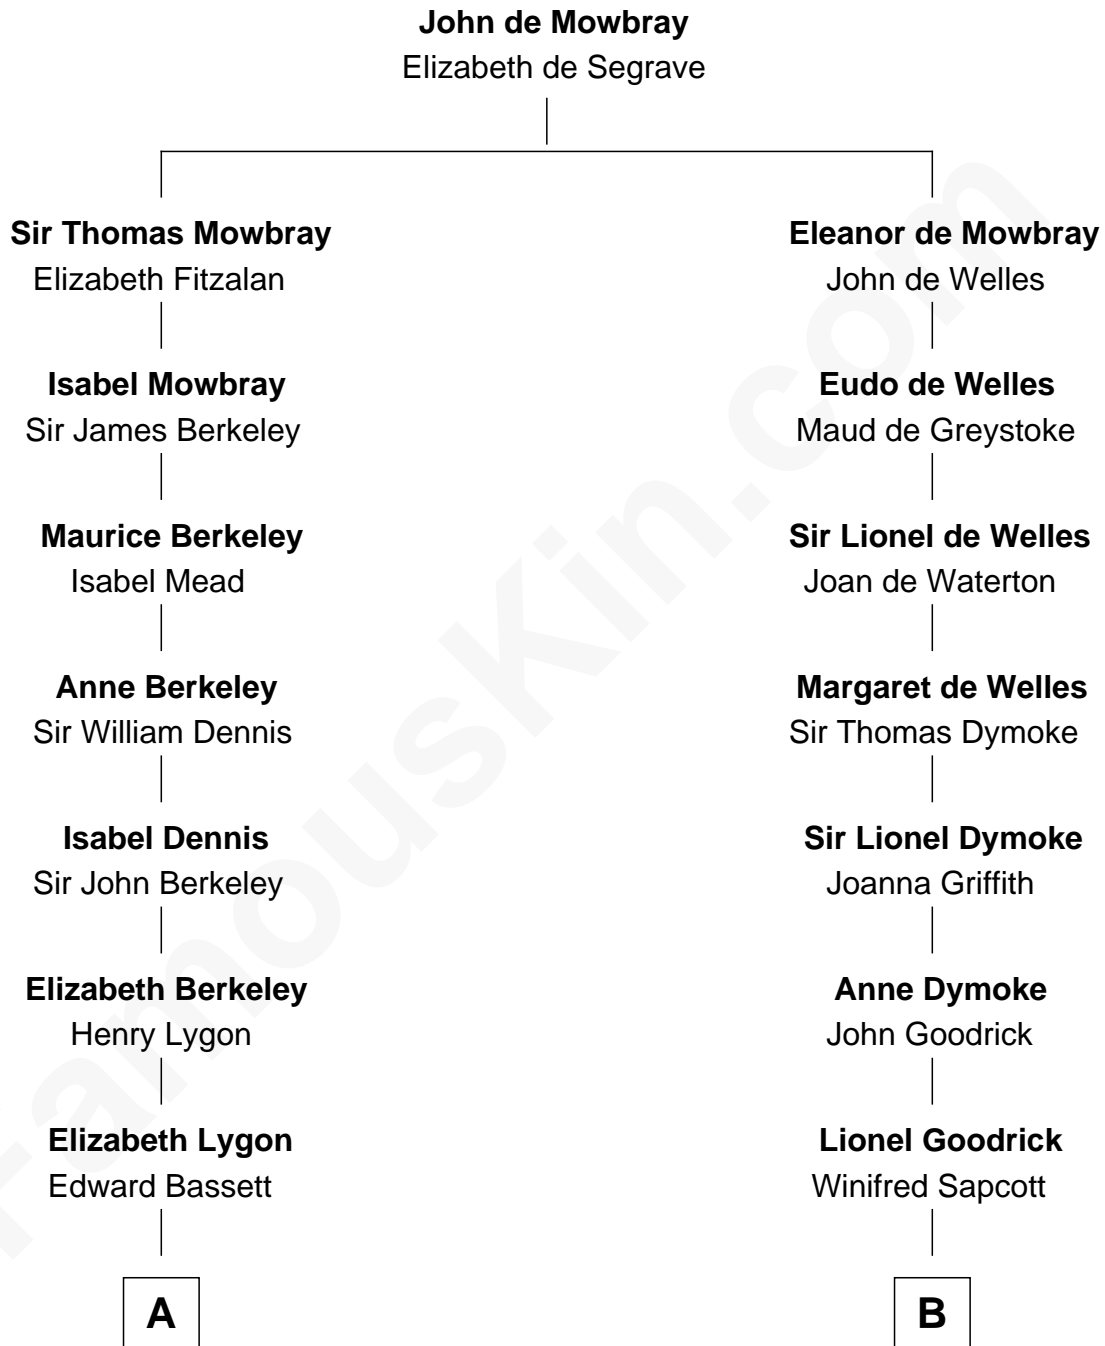 John de Mowbray
Elizabeth de Segrave
Sir Thomas Mowbray
Elizabeth Fitzalan
Eleanor de Mowbray
John de Welles
Isabel Mowbray
Sir James Berkeley
Eudo de Welles
Maud de Greystoke
Maurice Berkeley
Isabel Mead
Sir Lionel de Welles
Joan de Waterton
Anne Berkeley
Sir William Dennis
Margaret de Welles
Sir Thomas Dymoke
Isabel Dennis
Sir John Berkeley
Sir Lionel Dymoke
Joanna Griffith
Elizabeth Berkeley
Henry Lygon
Anne Dymoke
John Goodrick
Elizabeth Lygon
Edward Bassett
Lionel Goodrick
Winifred Sapcott
A
B
FamousKin.com